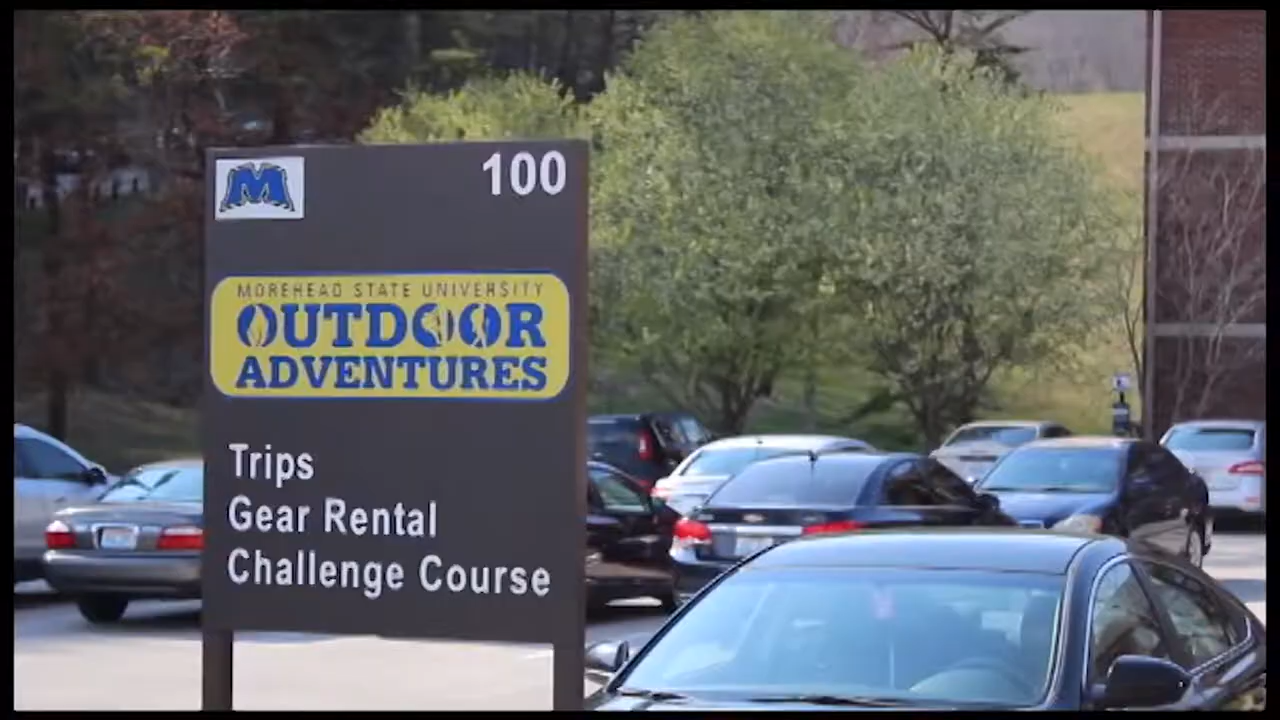 M
100
MOREHEAD STATE UNIVERSITY
OUTDOOR
ADVENTURES
Trips
Gear Rental
Challenge Course